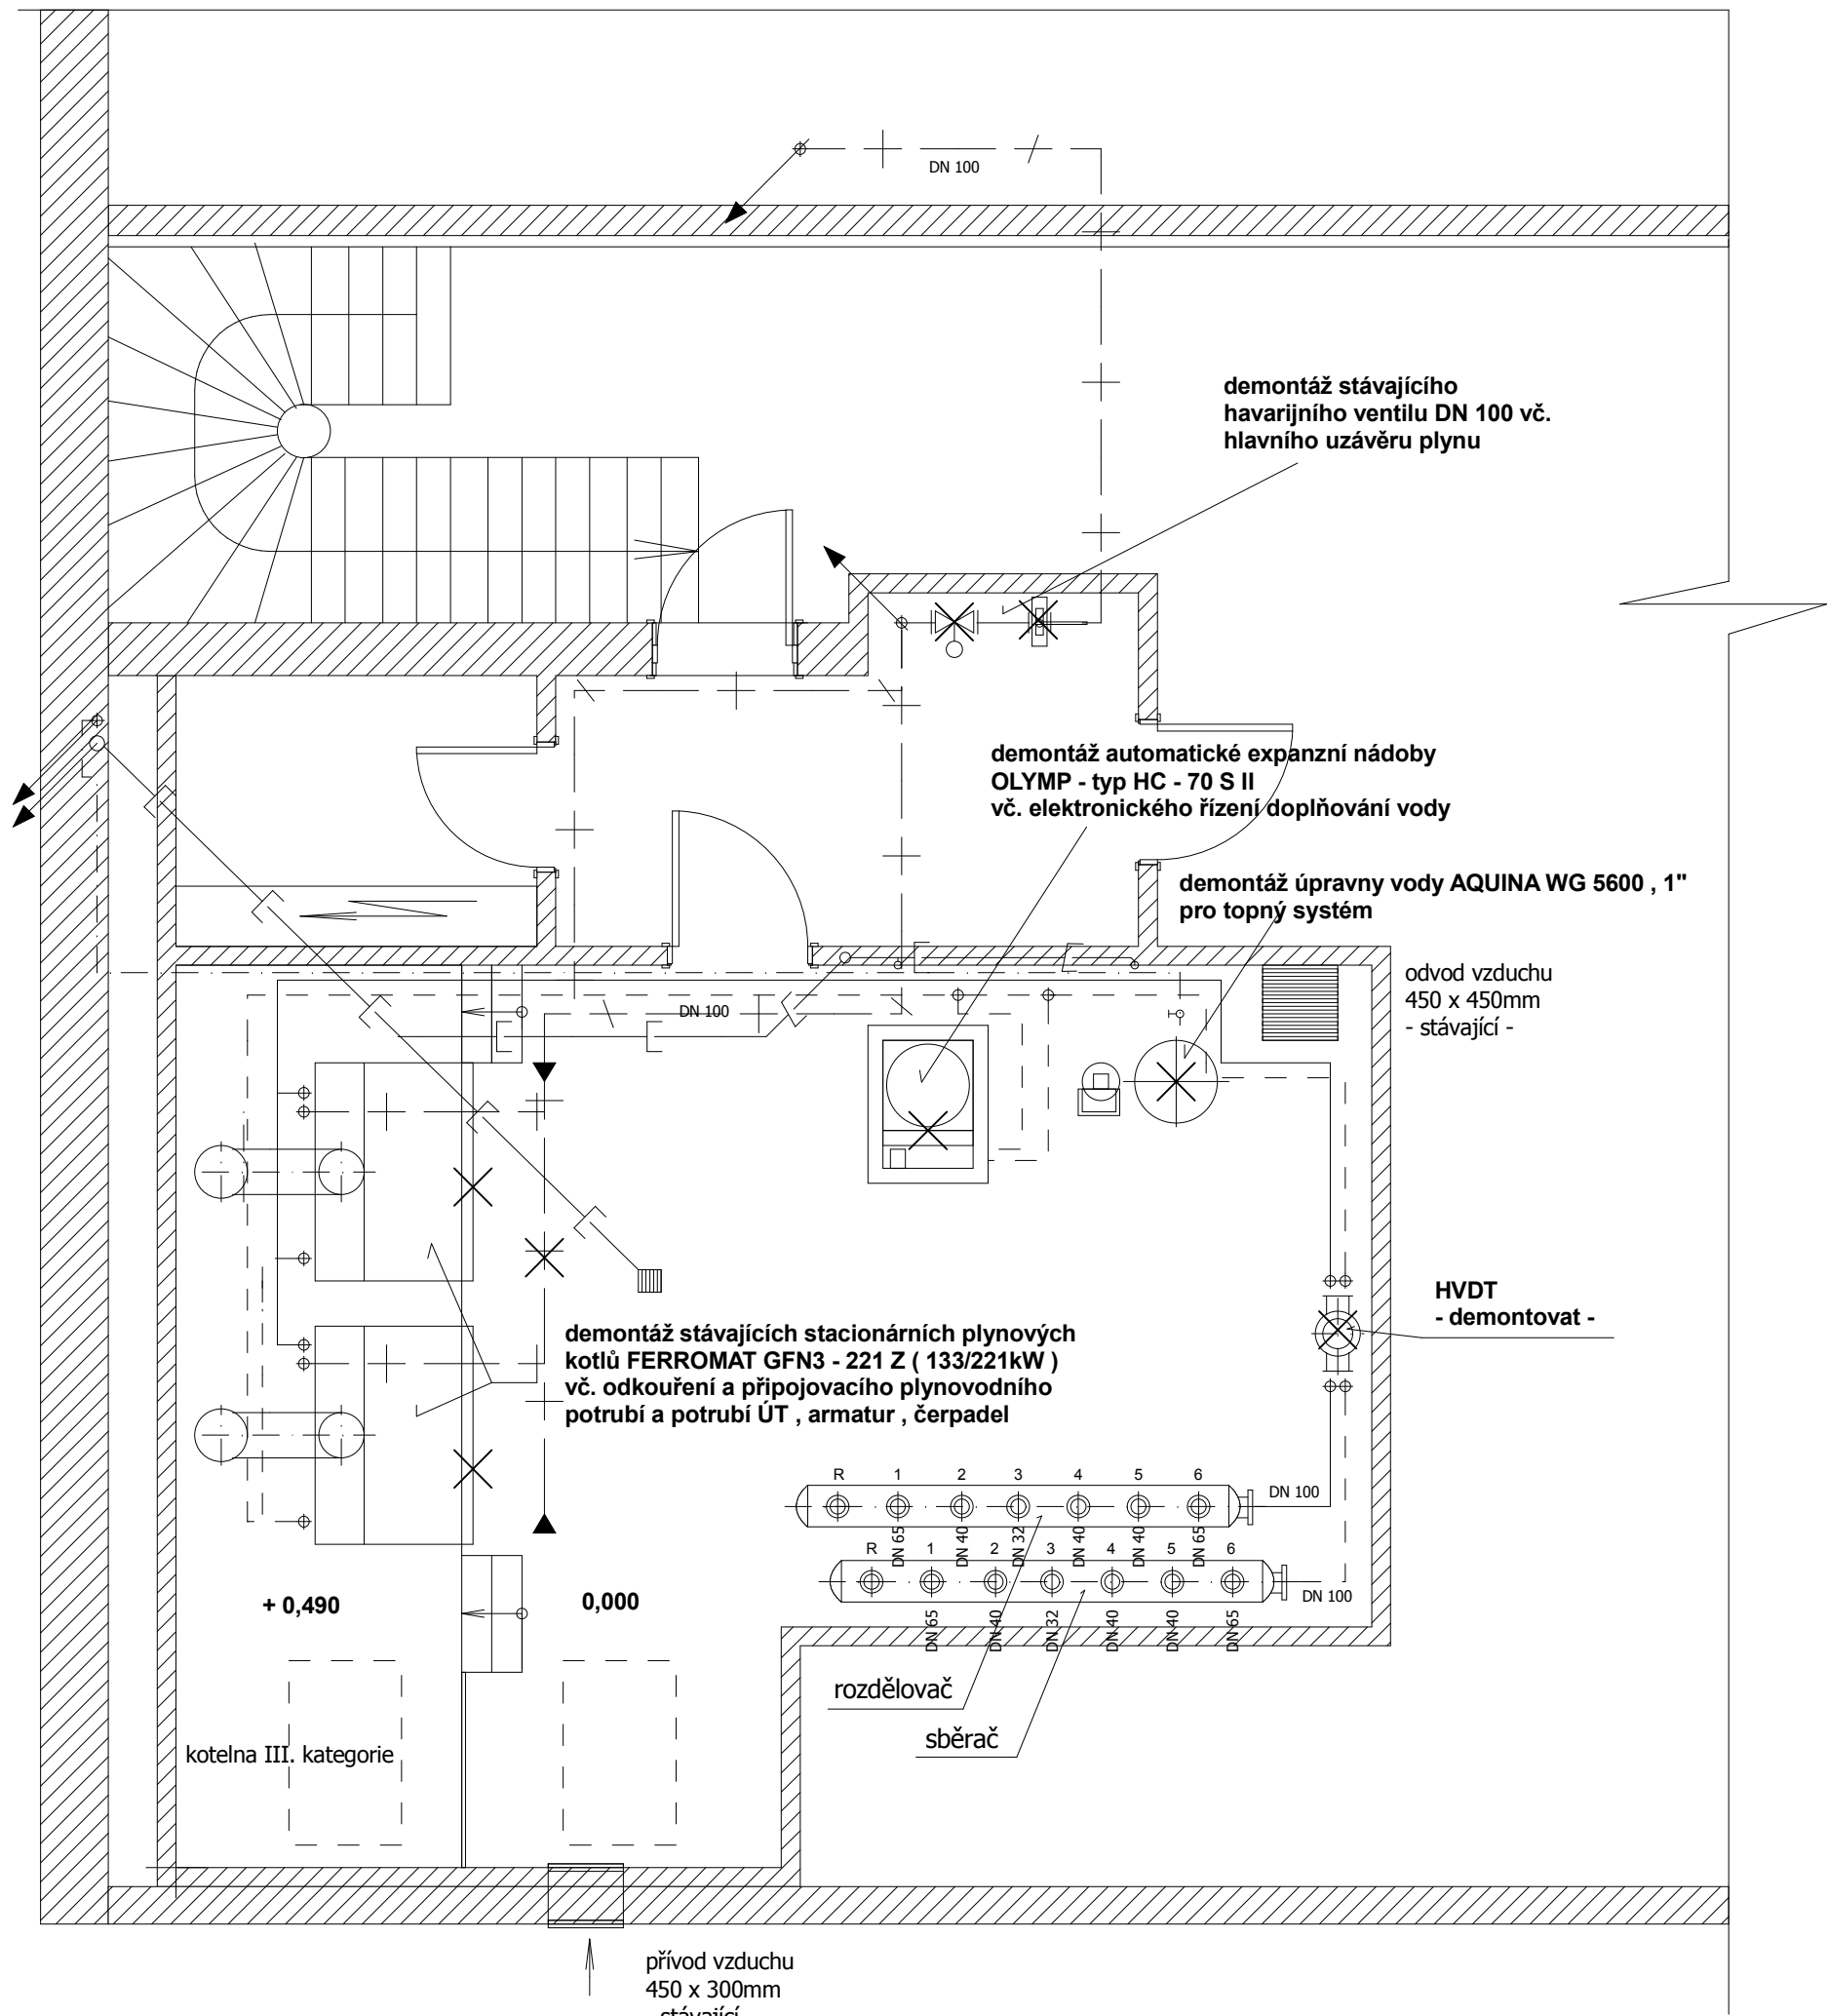 DN 100
demontáž stávajícího
havarijního ventilu DN 100 vč.
hlavního uzávěru plynu
demontáž automatické expanzní nádoby
OLYMP - typ HC - 70 S II
vč. elektronického řízení doplňování vody
demontáž úpravny vody AQUINA WG 5600 , 1"
pro topný systém
odvod vzduchu
450 x 450mm
- stávající -
DN 100
HVDT
- demontovat -
demontáž stávajících stacionárních plynových
kotlů FERROMAT GFN3 - 221 Z ( 133/221kW )
vč. odkouření a připojovacího plynovodního
potrubí a potrubí ÚT , armatur , čerpadel
R 1 2 3 4 5 6
DN 100
DN 65 DN 40 DN 32 DN 40 DN 40 DN 65
R 1 2 3 4 5 6
DN 100
DN 65 DN 40 DN 32 DN 40 DN 40 DN 65
+ 0,490
0,000
rozdělovač
sběrač
kotelna III. kategorie
přívod vzduchu
450 x 300mm
- stávající -